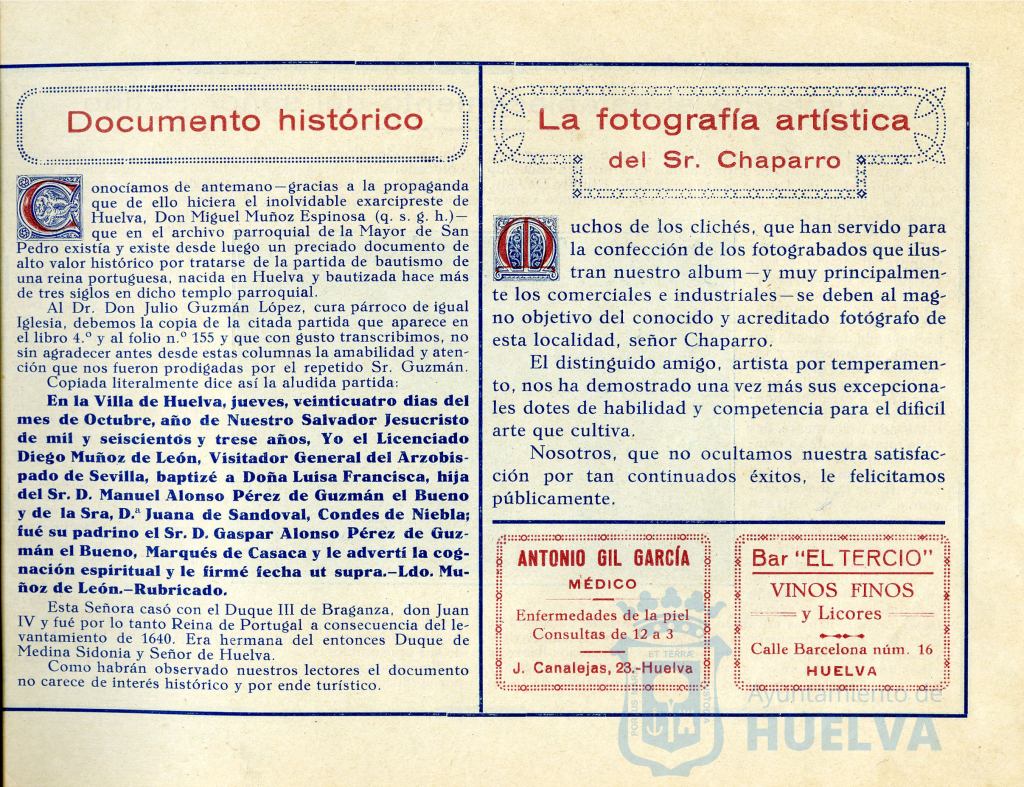 Documento histórico
Conocíamos de antemano—gracias a la propaganda
que de ello hiciera el inolvidable exarcipreste de
Huelva, Don Miguel Muñoz Espinosa (q. s. g. h.)—
que en el archivo parroquial de la Mayor de San
Pedro existía y existe desde luego un preciado documento de
alto valor histórico por tratarse de la partida de bautismo de
una reina portuguesa, nacida en Huelva y bautizada hace más
de tres siglos en dicho templo parroquial.
Al Dr. Don Julio Guzmán López, cura párroco de igual
Iglesia, debemos la copia de la citada partida que aparece en
el libro 4.º y al folio n.º 155 y que con gusto transcribimos, no
sin agradecer antes desde estas columnas la amabilidad y aten-
ción que nos fueron prodigadas por el repetido Sr. Guzmán.
Copiada literalmente dice así la aludida partida:
En la Villa de Huelva, jueves, veinticuatro días del
mes de Octubre, año de Nuestro Salvador Jesucristo
de mil y seiscientos y trese años, Yo el Licenciado
Diego Muñoz de León, Visitador General del Arzobis-
pado de Sevilla, baptizé a Doña Luisa Francisca, hija
del Sr. D. Manuel Alonso Pérez de Guzmán el Bueno
y de la Sra, D.ª Juana de Sandoval, Condes de Niebla;
fué su padrino el Sr. D. Gaspar Alonso Pérez de Guz-
mán el Bueno, Marqués de Casaca y le advertí la cog-
nación espiritual y le firmé fecha ut supra.–Ldo. Mu-
ñoz de León.–Rubricado.
Esta Señora casó con el Duque III de Braganza, don Juan
IV y fué por lo tanto Reina de Portugal a consecuencia del le-
vantamiento de 1640. Era hermana del entonces Duque de
Medina Sidonia y Señor de Huelva.
Como habrán observado nuestros lectores el documento
no carece de interés histórico y por ende turístico.
La fotografía artística
del Sr. Chaparro
Muchos de los clichés, que han servido para
la confección de los fotograbados que ilus-
tran nuestro album—y muy principalmen-
te los comerciales e industriales—se deben al mag-
no objetivo del conocido y acreditado fotógrafo de
esta localidad, señor Chaparro.
El distinguido amigo, artista por temperamen-
to, nos ha demostrado una vez más sus excepciona-
les dotes de habilidad y competencia para el difícil
arte que cultiva.
Nosotros, que no ocultamos nuestra satisfac-
ción por tan continuados éxitos, le felicitamos
públicamente.
ANTONIO GIL GARCÍA
MÉDICO
Enfermedades de la piel
Consultas de 12 a 3
J. Canalejas, 23.-Huelva
Bar "EL TERCIO"
VINOS FINOS
y Licores
Calle Barcelona núm. 16
HUELVA
ET TERRÆ
PORTUS MARIS
CUSTODIA
Ayuntamiento de
HUELVA